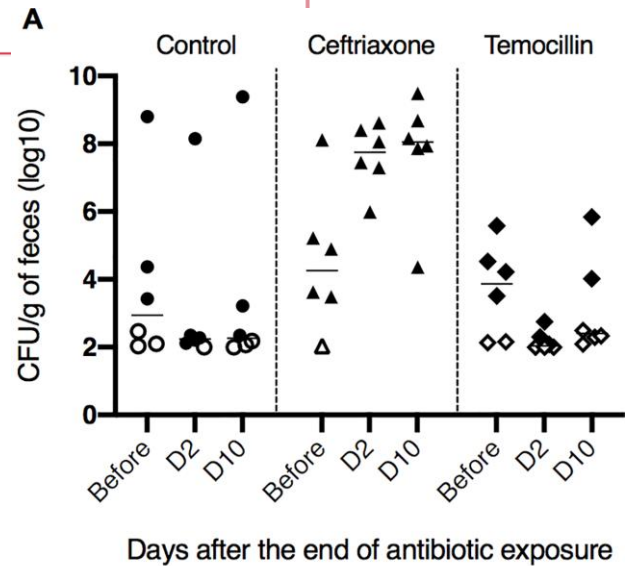 A
Control Ceftriaxone Temocillin
CFU/g of feces (log10)
10
8
6
4
2
0
Before D2 D10 Before D2 D10 Before D2 D10
Days after the end of antibiotic exposure